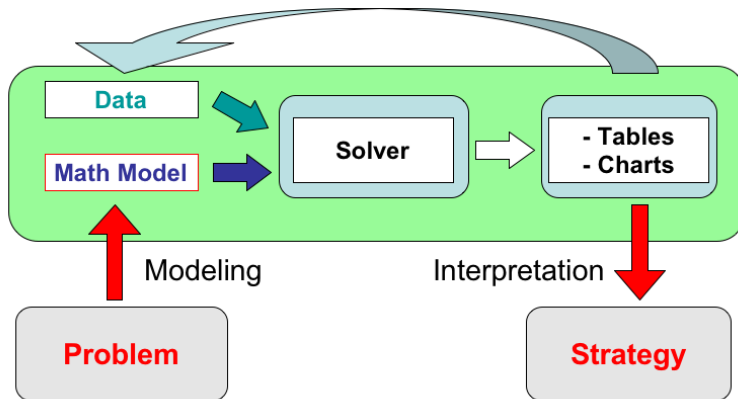 Data
Math Model
Solver
- Tables
- Charts
Modeling
Interpretation
Problem
Strategy